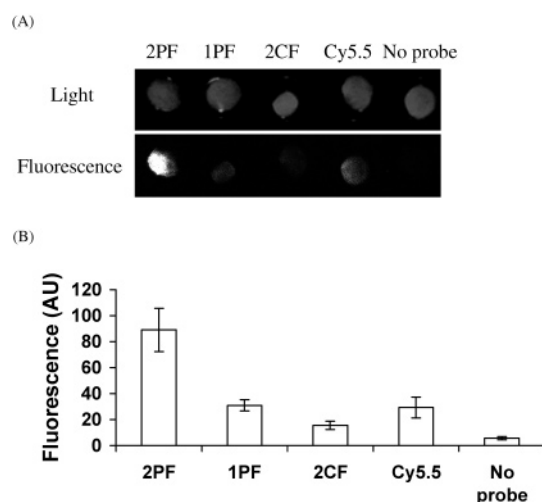 (A)
2PF 1PF 2CF Cy5.5 No probe
Light
Fluorescence
(B)
Fluorescence (AU)
120
100
80
60
40
20
0
2PF 1PF 2CF Cy5.5 No
probe